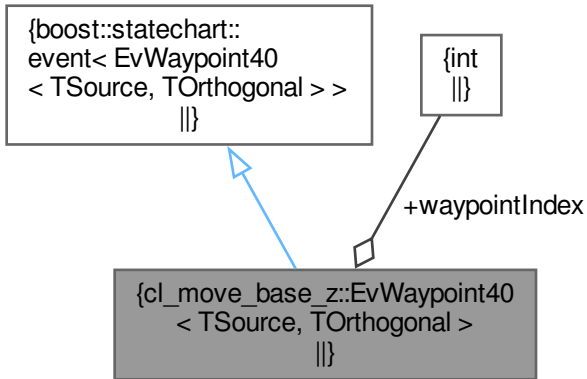 {boost::statechart::
event< EvWaypoint40
< TSource, TOrthogonal > >
||}
{int
||}
+waypointIndex
{cl_move_base_z::EvWaypoint40
< TSource, TOrthogonal >
||}